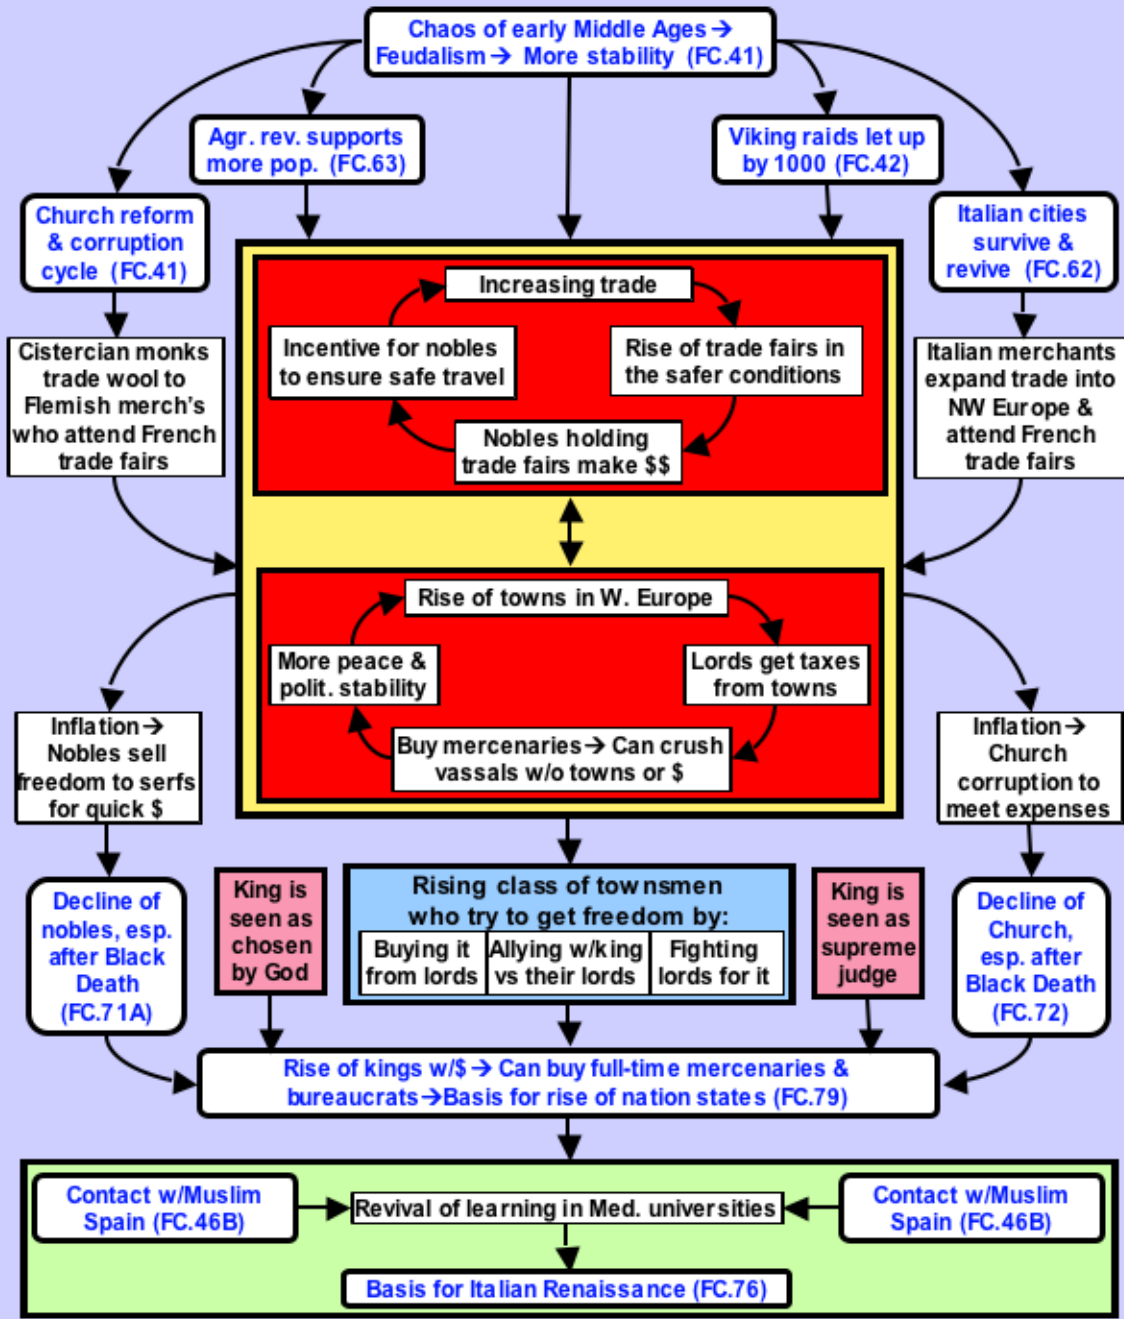 Chaos of early Middle Ages→
Feudalism→ More stability (FC.41)
Agr. rev. supports
more pop. (FC.63)
Viking raids let up
by 1000 (FC.42)
Church reform
& corruption
cycle (FC.41)
Italian cities
survive &
revive (FC.62)
Increasing trade
Incentive for nobles
to ensure safe travel
Rise of trade fairs in
the safer conditions
Nobles holding
trade fairs make $$
Cistercian monks
trade wool to
Flemish merch's
who attend French
trade fairs
Italian merchants
expand trade into
NW Europe &
attend French
trade fairs
Rise of towns in W. Europe
More peace &
polit. stability
Lords get taxes
from towns
Buy mercenaries→ Can crush
vassals w/o towns or $
Inflation→
Nobles sell
freedom to serfs
for quick $
Inflation→
Church
corruption to
meet expenses
Decline of
nobles, esp.
after Black
Death
(FC.71A)
King is
seen as
chosen
by God
Rising class of townsmen
who try to get freedom by:
Buying it
from lords
Allying w/king
vs their lords
Fighting
lords for it
King is
seen as
supreme
judge
Decline of
Church,
esp. after
Black Death
(FC.72)
Rise of kings w/$→ Can buy full-time mercenaries &
bureaucrats→Basis for rise of nation states (FC.79)
Contact w/Muslim
Spain (FC.46B)
Revival of learning in Med. universities
Contact w/Muslim
Spain (FC.46B)
Basis for Italian Renaissance (FC.76)